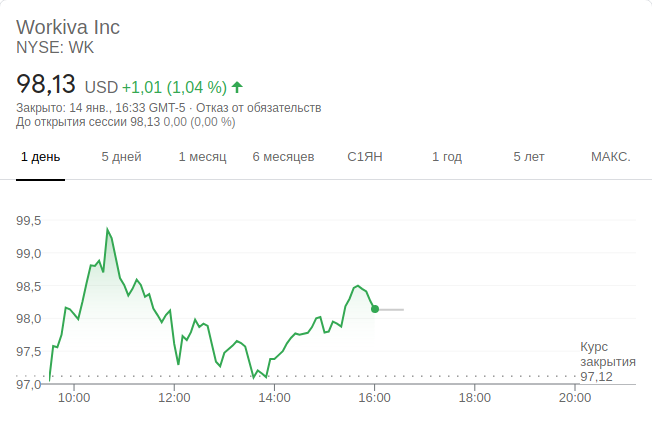 Workiva Inc
NYSE: WK
98,13 USD +1,01 (1,04 %)
Закрыто: 14 янв., 16:33 GMT-5 · Отказ от обязательств
До открытия сессии 98,13 0,00 (0,00 %)
1 день 5 дней 1 месяц 6 месяцев С1ЯН 1 год 5 лет МАКС.
99,5
99,0
98,5
98,0
97,5
97,0
Курс
закрытия
97,12
10:00 12:00 14:00 16:00 18:00 20:00